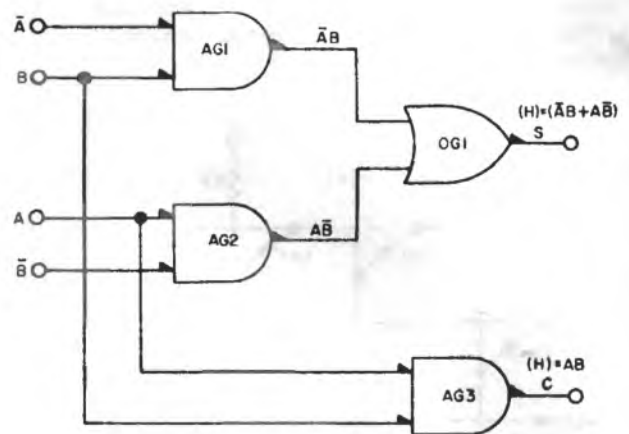 Ā
AG1
ĀB
B
(H)=(ĀB+AB̄)
S
OG1
A
AG2
AB̄
B̄
(H)=AB
C
AG3